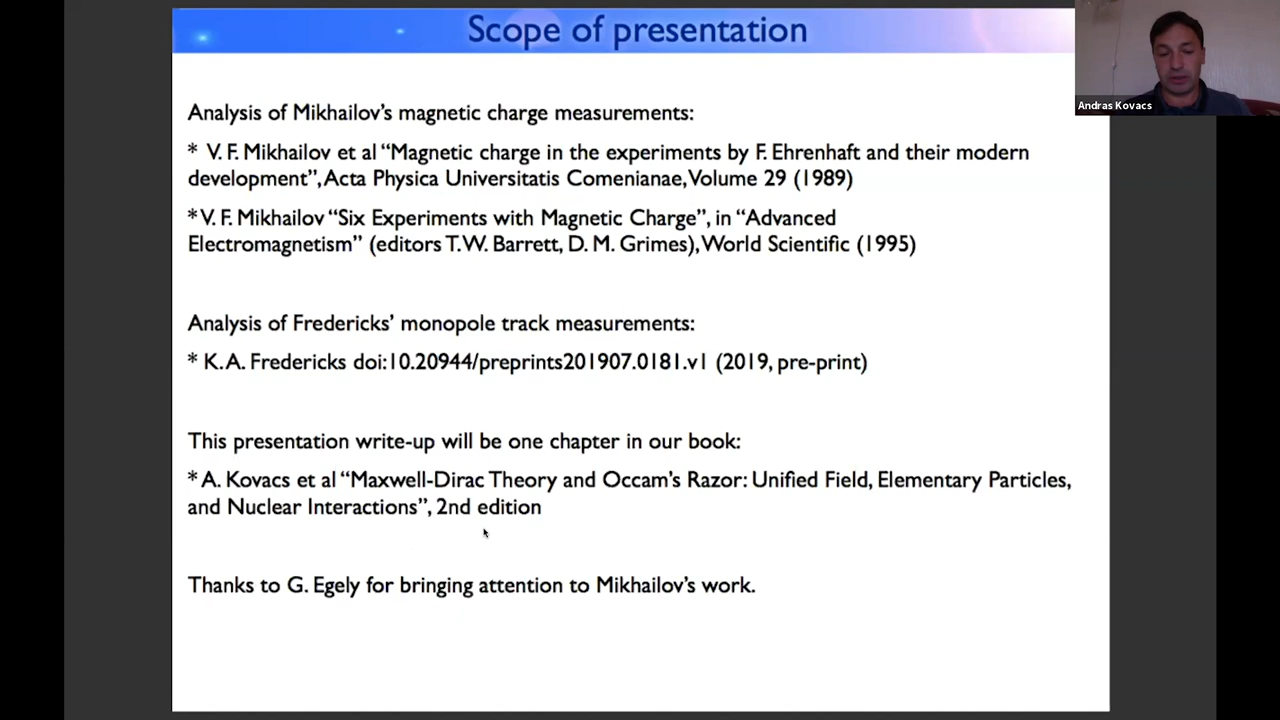 Scope of presentation
Andras Kovacs
Analysis of Mikhailov's magnetic charge measurements:
* V. F. Mikhailov et al “Magnetic charge in the experiments by F. Ehrenhaft and their modern
development”, Acta Physica Universitatis Comenianae, Volume 29 (1989)
* V. F. Mikhailov “Six Experiments with Magnetic Charge”, in “Advanced
Electromagnetism” (editors T. W. Barrett, D. M. Grimes), World Scientific (1995)
Analysis of Fredericks’ monopole track measurements:
* K. A. Fredericks doi:10.20944/preprints201907.0181.v1 (2019, pre-print)
This presentation write-up will be one chapter in our book:
* A. Kovacs et al “Maxwell-Dirac Theory and Occam’s Razor: Unified Field, Elementary Particles,
and Nuclear Interactions”, 2nd edition
Thanks to G. Egely for bringing attention to Mikhailov’s work.